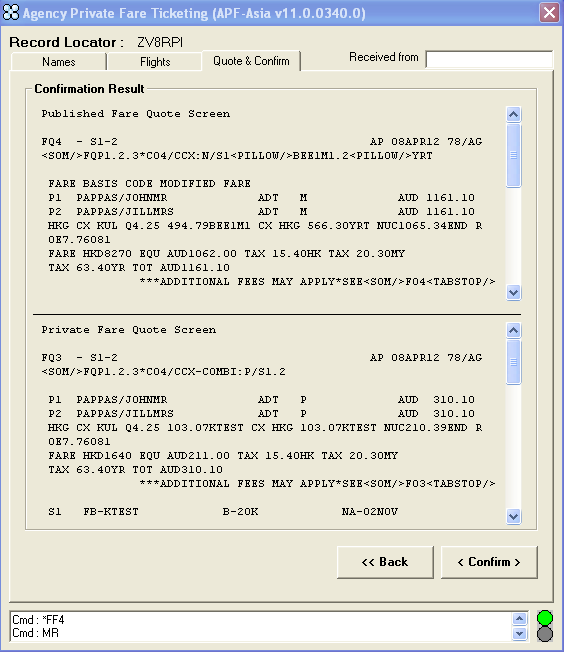 Agency Private Fare Ticketing (APF-Asia v11.0.0340.0)
Record Locator : ZV8RPI
Names Flights Quote & Confirm Received from
Confirmation Result
Published Fare Quote Screen
FQ4 - S1-2 AP 08APR12 78/AG
<SOM/>FQP1.2.3*C04/CCX:N/S1<PILLOW/>BEE1M1.2<PILLOW/>YRT
FARE BASIS CODE MODIFIED FARE
P1 PAPPAS/JOHNMR ADT M AUD 1161.10
P2 PAPPAS/JILLMRS ADT M AUD 1161.10
HKG CX KUL Q4.25 494.79BEE1M1 CX HKG 566.30YRT NUC1065.34END R
OE7.76081
FARE HKD8270 EQU AUD1062.00 TAX 15.40HK TAX 20.30MY
TAX 63.40YR TOT AUD1161.10
***ADDITIONAL FEES MAY APPLY*SEE<SOM/>F04<TABSTOP/>
Private Fare Quote Screen
FQ3 - S1-2 AP 08APR12 78/AG
<SOM/>FQP1.2.3*C04/CCX-COMBI:P/S1.2
P1 PAPPAS/JOHNMR ADT P AUD 310.10
P2 PAPPAS/JILLMRS ADT P AUD 310.10
HKG CX KUL Q4.25 103.07KTEST CX HKG 103.07KTEST NUC210.39END R
OE7.76081
FARE HKD1640 EQU AUD211.00 TAX 15.40HK TAX 20.30MY
TAX 63.40YR TOT AUD310.10
***ADDITIONAL FEES MAY APPLY*SEE<SOM/>F03<TABSTOP/>
S1 FB-KTEST B-20K NA-02NOV
<< Back < Confirm >
Cmd : *FF4
Cmd : MR